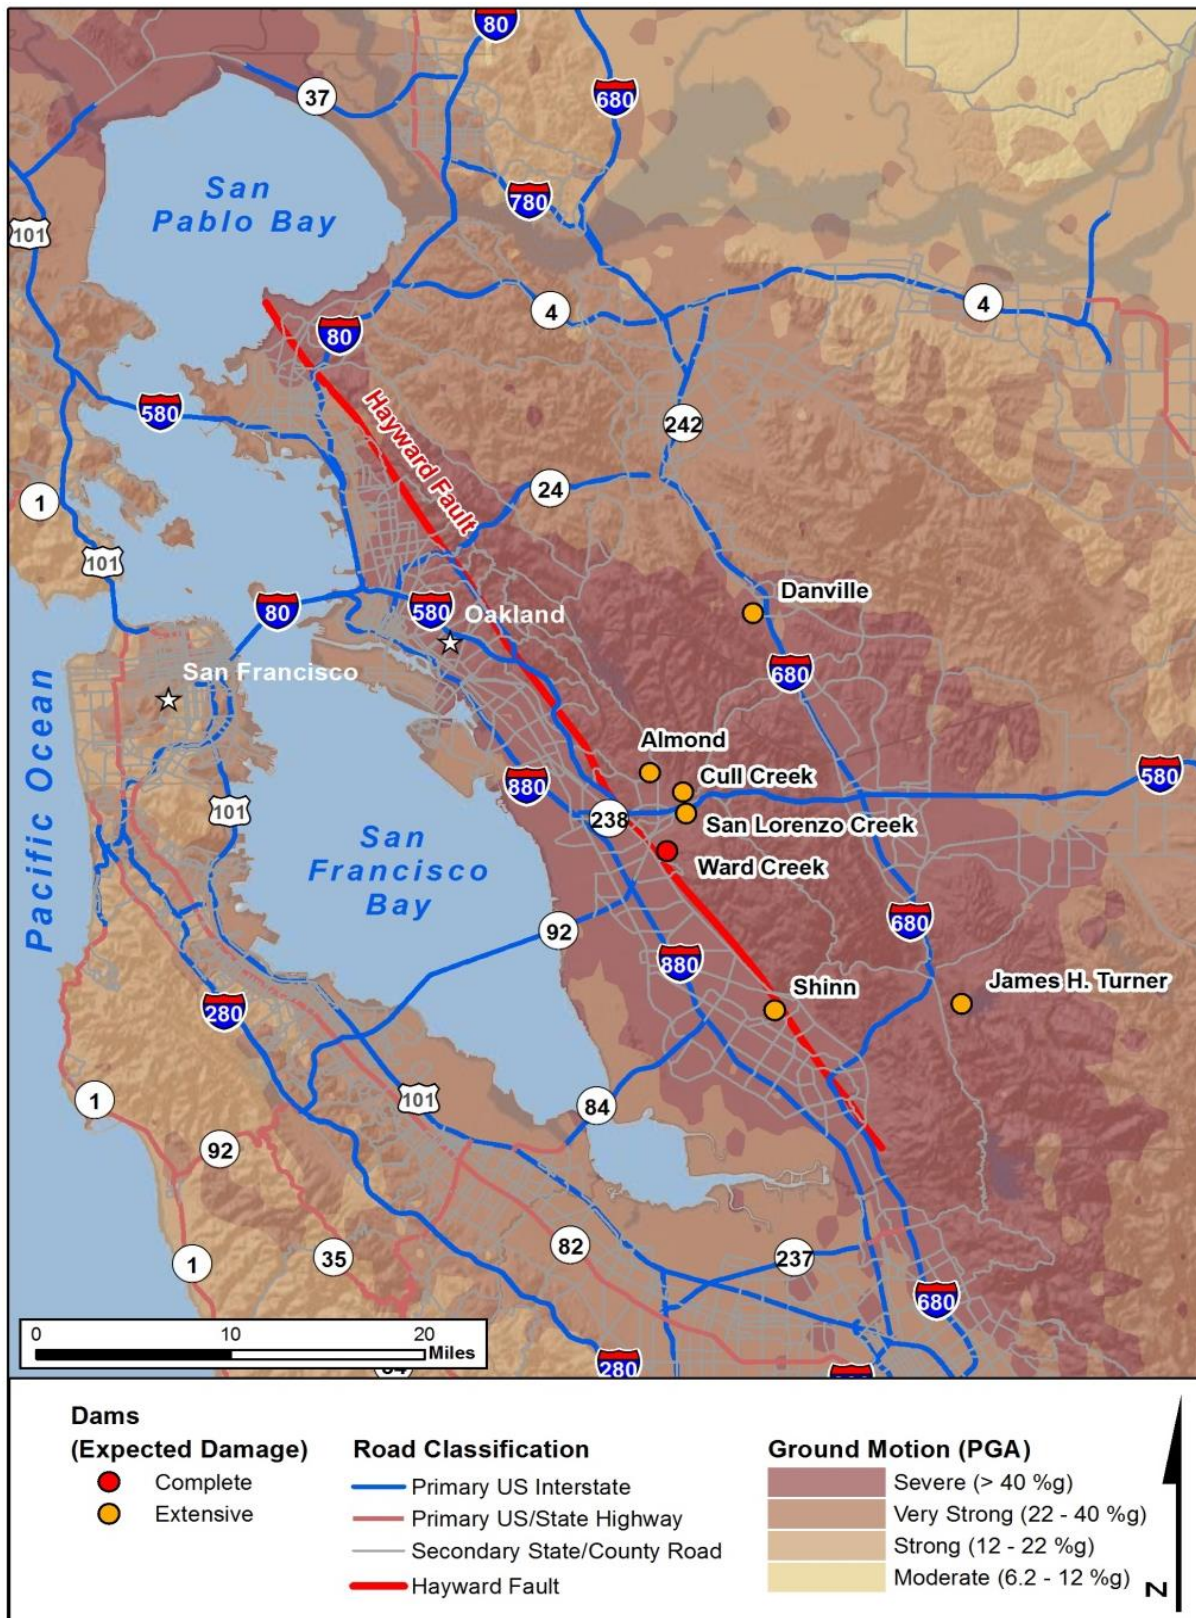 80
37
680
San
Pablo Bay
780
101
4
4
80
Hayward Fault
580
242
1
24
101
Danville
80
580
Oakland
San Francisco
680
Almond
Cull Creek
580
880
101
238
San Lorenzo Creek
Pacific Ocean
San
Francisco
Bay
Ward Creek
92
680
880
Shinn
James H. Turner
280
1
101
84
92
1
35
82
237
680
0 10 20
Miles
280
Dams
(Expected Damage)
Complete
Extensive
Road Classification
Primary US Interstate
Primary US/State Highway
Secondary State/County Road
Hayward Fault
Ground Motion (PGA)
Severe (> 40 %g)
Very Strong (22 - 40 %g)
Strong (12 - 22 %g)
Moderate (6.2 - 12 %g)
N